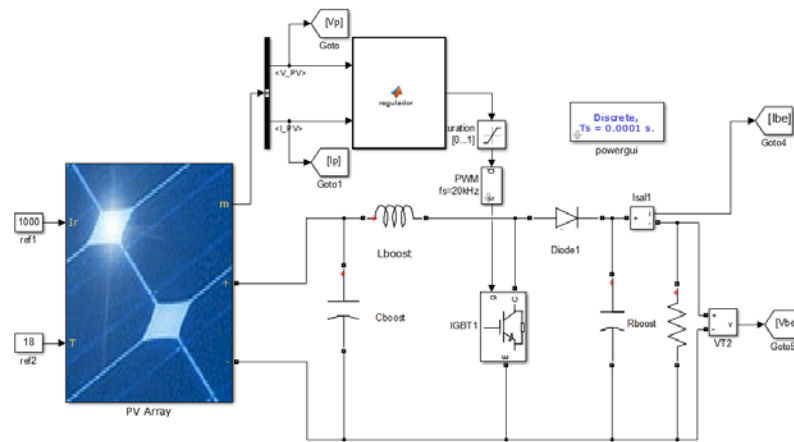 [Vp]
Goto
<V_PV>
regulador
<I_PV>
[Ip]
Goto1
uration
[0...1]
Discrete,
Ts = 0.0001 s.
powergui
[Ibe]
Goto4
1000
ref1
Ir
m
PWM
fs=20kHz
D
P
Isal1
i
+
-
Lboost
Diode1
+
Cboost
IGBT1
g
C
E
Rboost
+
-
v
VT2
[Vbe
Goto5
18
ref2
T
-
PV Array